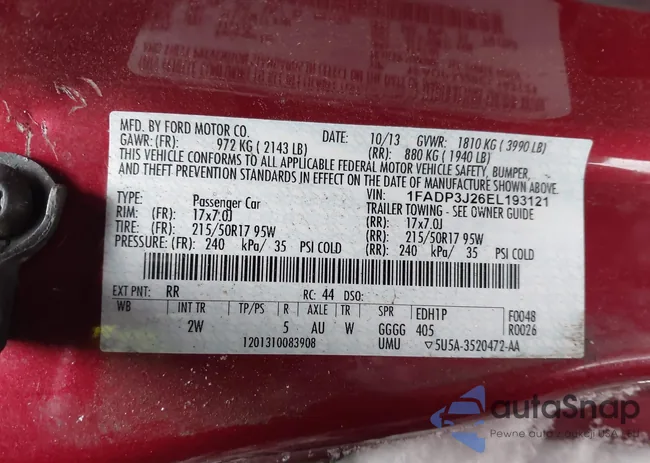 MFD. BY FORD MOTOR CO.
DATE: 10/13 GVWR: 1810 KG ( 3990 LB)
GAWR: (FR): 972 KG ( 2143 LB) (RR): 880 KG ( 1940 LB)
THIS VEHICLE CONFORMS TO ALL APPLICABLE FEDERAL MOTOR VEHICLE SAFETY, BUMPER,
AND THEFT PREVENTION STANDARDS IN EFFECT ON THE DATE OF MANUFACTURE SHOWN ABOVE.
VIN: 1FADP3J26EL193121
TYPE: Passenger Car TRAILER TOWING - SEE OWNER GUIDE
RIM: (FR): 17x7.0J (RR): 17x7.0J
TIRE: (FR): 215/50R17 95W (RR): 215/50R17 95W
PRESSURE: (FR): 240 kPa/ 35 PSI COLD (RR): 240 kPa/ 35 PSI COLD
EXT PNT: RR RC: 44 DSO:
WB INT TR TP/PS R AXLE TR SPR EDH1P F0048
2W 5 AU W GGGG 405 R0026
1201310083908 UMU ▽5U5A-3520472-AA
autoSnap
Pewne auto z aukcji USA